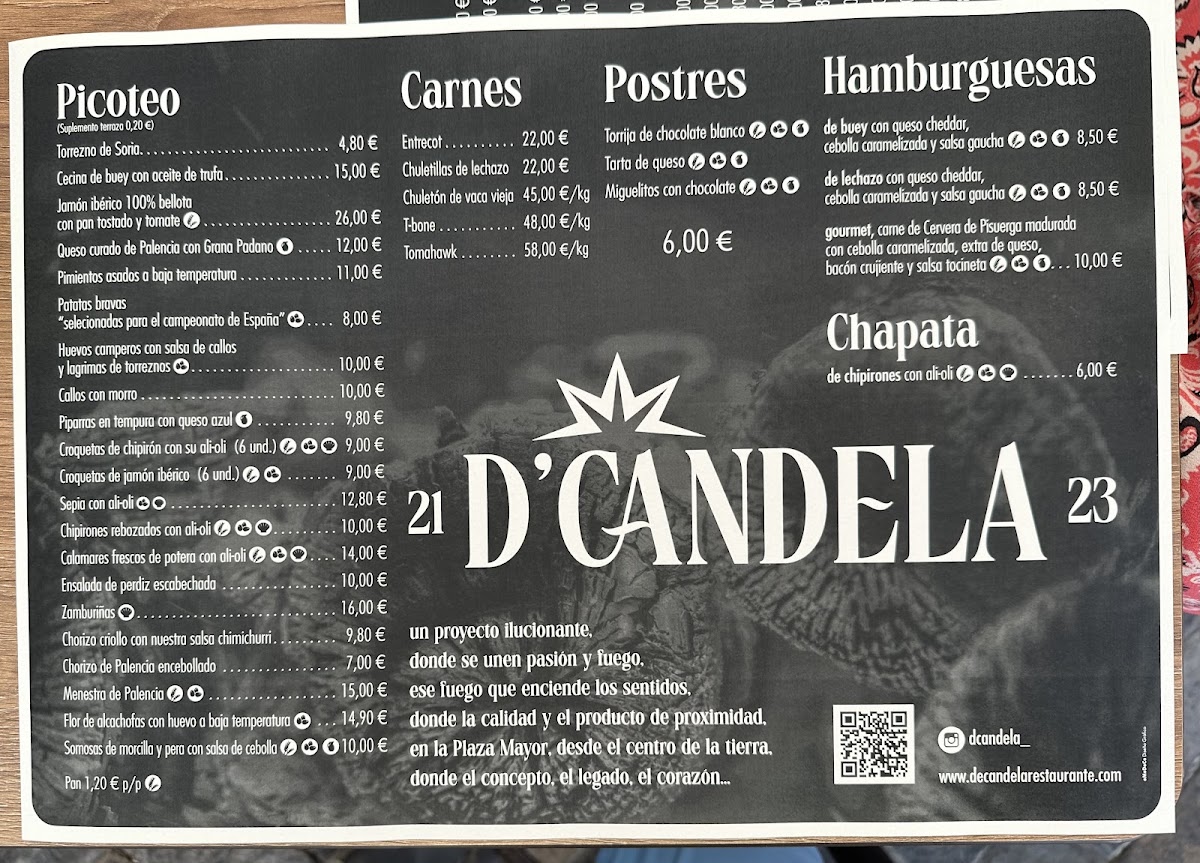 Picoteo
(Suplemento terraza 0,20 €)
Torrezno de Soria. 4,80 €
Cecina de buey con aceite de trufa. 15,00 €
Jamón ibérico 100% bellota
con pan tostado y tomate 26,00 €
Queso curado de Palencia con Grana Padano 12,00 €
Pimientos asados a baja temperatura 11,00 €
Patatas bravas
"selecionadas para el campeonato de España" 8,00 €
Huevos camperos con salsa de callos
y lagrimas de torreznos 10,00 €
Callos con morro 10,00 €
Piparras en tempura con queso azul 9,80 €
Croquetas de chipirón con su ali-oli (6 und.) 9,00 €
Croquetas de jamón ibérico (6 und.) 9,00 €
Sepia con ali-oli 12,80 €
Chipirones rebozados con ali-oli 10,00 €
Calamares frescos de potera con ali-oli 14,00 €
Ensalada de perdiz escabechada 10,00 €
Zamburiñas 16,00 €
Chorizo criollo con nuestra salsa chimichurri 9,80 €
Chorizo de Palencia encebollado 7,00 €
Menestra de Palencia 15,00 €
Flor de alcachofas con huevo a baja temperatura 14,90 €
Somosas de morcilla y pera con salsa de cebolla 10,00 €
Pan 1,20 € p/p
Carnes
Entrecot 22,00 €
Chuletillas de lechazo 22,00 €
Chuletón de vaca vieja 45,00 €/kg
T-bone 48,00 €/kg
Tomahawk 58,00 €/kg
Postres
Torrija de chocolate blanco
Tarta de queso
Miguelitos con chocolate
6,00 €
Hamburguesas
de buey con queso cheddar,
cebolla caramelizada y salsa gaucha 8,50 €
de lechazo con queso cheddar,
cebolla caramelizada y salsa gaucha 8,50 €
gourmet, carne de Cervera de Pisuerga madurada
con cebolla caramelizada, extra de queso,
bacón crujiente y salsa tocineta 10,00 €
Chapata
de chipirones con ali-oli 6,00 €
21 D'CANDELA 23
un proyecto ilucionante,
donde se unen pasión y fuego,
ese fuego que enciende los sentidos,
donde la calidad y el producto de proximidad,
en la Plaza Mayor, desde el centro de la tierra,
donde el concepto, el legado, el corazón...
dcandela_
www.decandelarestaurante.com